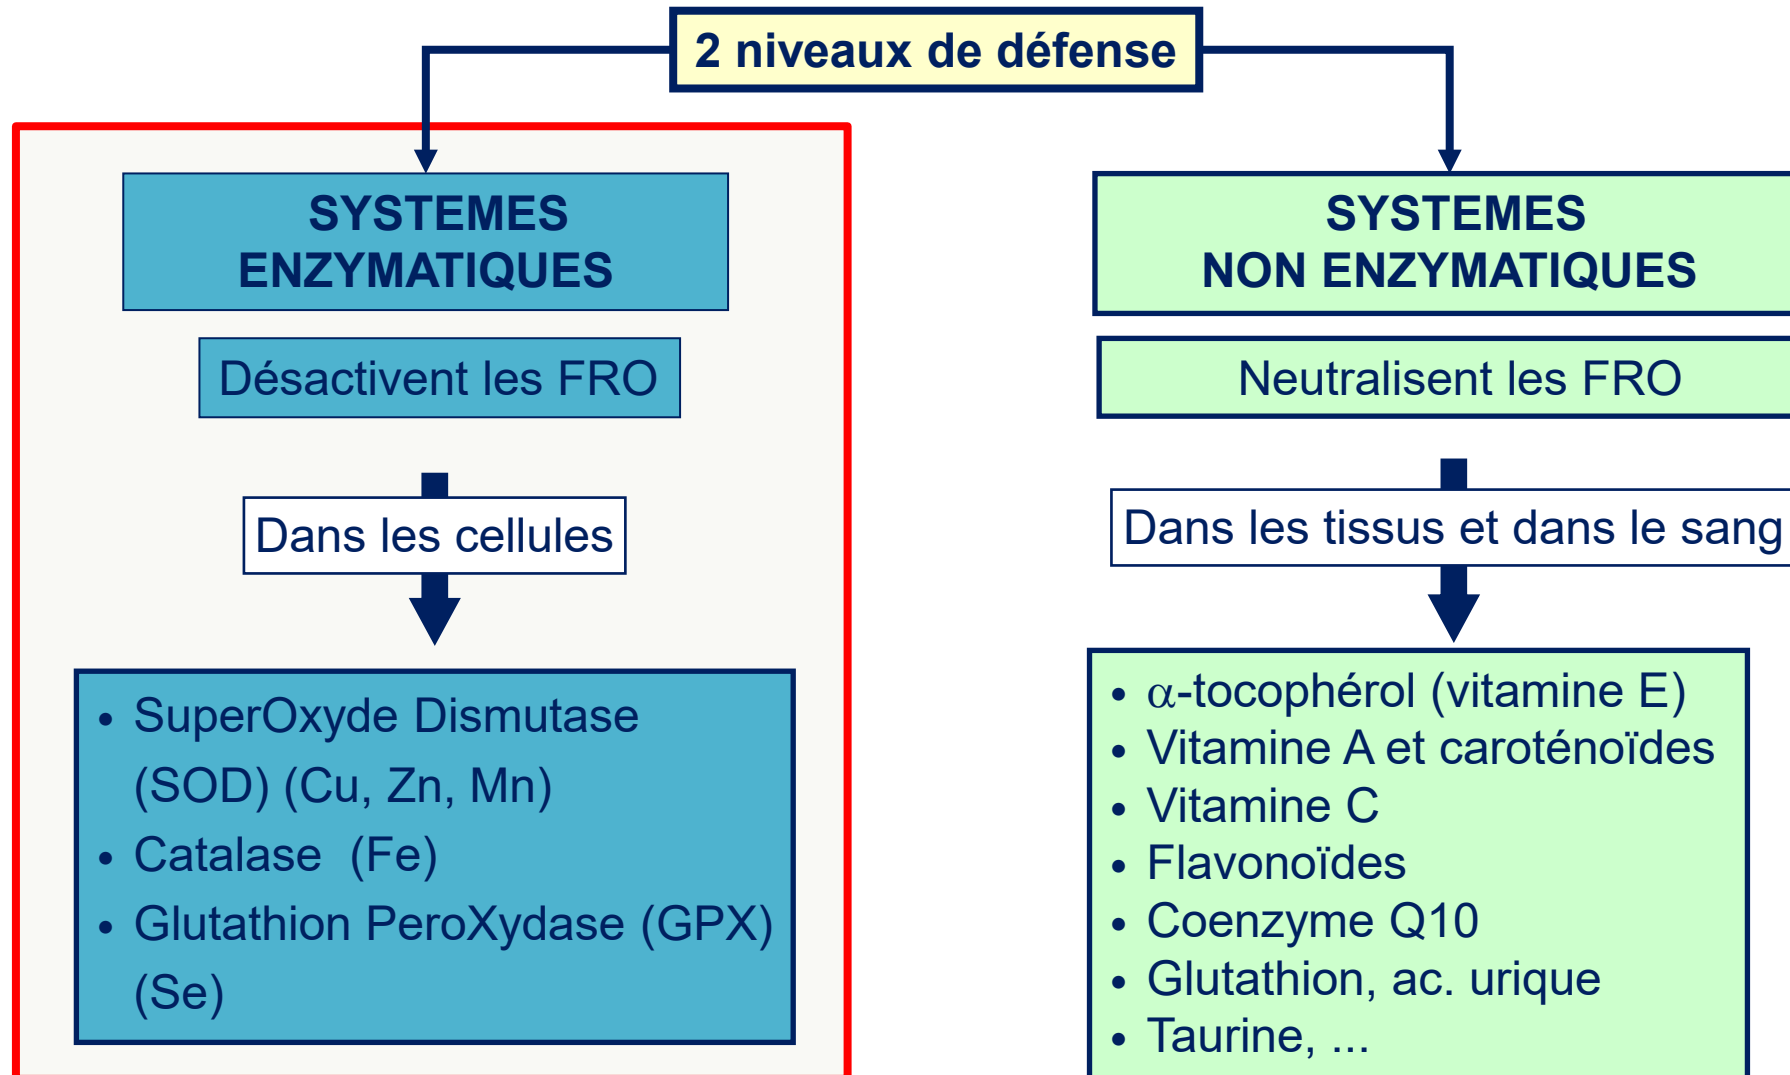 2 niveaux de défense
SYSTEMES
ENZYMATIQUES
Désactivent les FRO
Dans les cellules
• SuperOxyde Dismutase
(SOD) (Cu, Zn, Mn)
• Catalase (Fe)
• Glutathion PeroXydase (GPX)
(Se)
SYSTEMES
NON ENZYMATIQUES
Neutralisent les FRO
Dans les tissus et dans le sang
• α-tocophérol (vitamine E)
• Vitamine A et caroténoïdes
• Vitamine C
• Flavonoïdes
• Coenzyme Q10
• Glutathion, ac. urique
• Taurine, ...